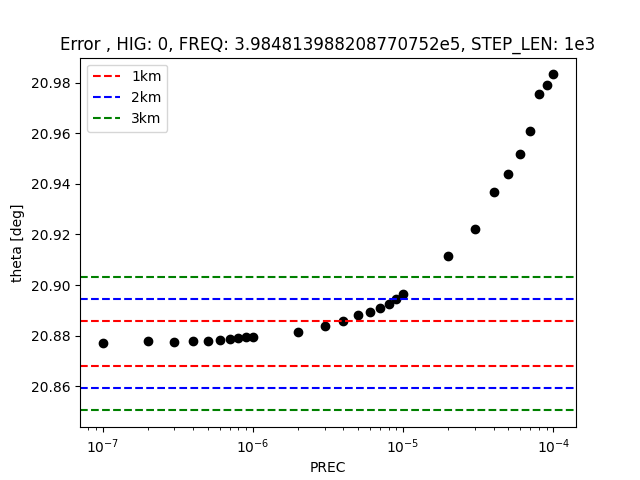 Error , HIG: 0, FREQ: 3.984813988208770752e5, STEP_LEN: 1e3
1km
2km
3km
theta [deg]
20.98
20.96
20.94
20.92
20.90
20.88
20.86
10⁻⁷
10⁻⁶
10⁻⁵
10⁻⁴
PREC